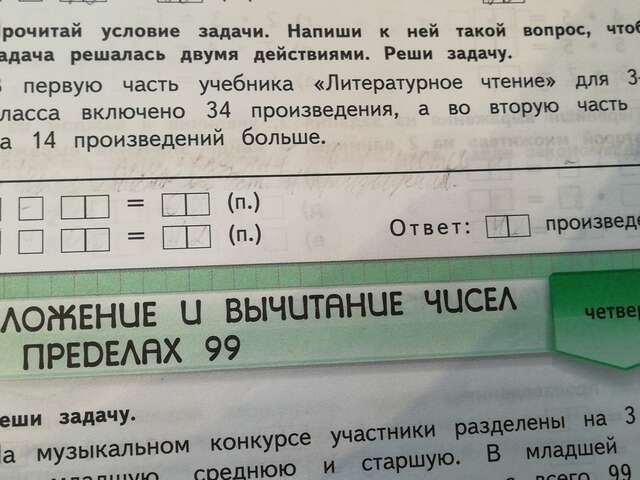 рочитай условие задачи. Напиши к ней такой вопрос, чтоб
адача решалась двумя действиями. Реши задачу.
В первую часть учебника «Литературное чтение» для 3-
ласса включено 34 произведения, а во вторую часть
а 14 произведений больше.
= (п.)
= (п.)
Ответ: произведе
ЛОЖЕНИЕ И ВЫЧИТАНИЕ ЧИСЕЛ
ПРЕДЕЛАХ 99
четвер
еши задачу.
а музыкальном конкурсе участники разделены на 3
младшую, среднюю и старшую. В младшей
всего 99